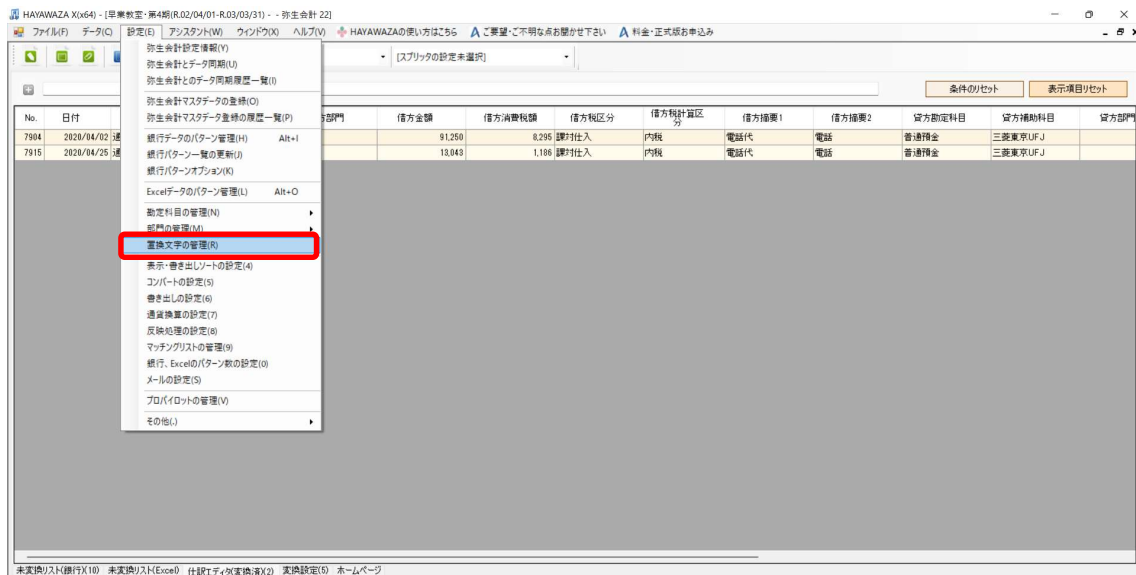 HAYAWAZA X(x64) - [早業教室・第4期(R.02/04/01-R.03/03/31) - - 弥生会計 22]
ファイル(F) データ(C) 設定(E) アシスタント(W) ウィンドウ(X) ヘルプ(V) HAYAWAZAの使い方はこちら ご要望・ご不明な点お聞かせ下さい 料金・正式版お申込み
弥生会計設定情報(Y)
弥生会計とデータ同期(U) [スプリッタの設定未選択]
弥生会計とのデータ同期履歴一覧(I)
条件のリセット 表示項目リセット
弥生会計マスタデータの登録(O)
弥生会計マスタデータ登録の履歴一覧(P)
No. 日付 方部門 借方金額 借方消費税額 借方税区分 借方税計算区分 借方摘要1 借方摘要2 貸方勘定科目 貸方補助科目 貸方部門
7904 2020/04/02 通 91,250 8,295 課対仕入 内税 電話代 電話 普通預金 三菱東京UFJ
7915 2020/04/25 通 13,043 1,186 課対仕入 内税 電話代 電話 普通預金 三菱東京UFJ
銀行データのパターン管理(H) Alt+I
銀行パターン一覧の更新(J)
銀行パターンオプション(K)
Excelデータのパターン管理(L) Alt+O
勘定科目の管理(N)
部門の管理(M)
置換文字の管理(R)
表示・書き出しソートの設定(4)
コンバートの設定(5)
書き出しの設定(6)
通貨換算の設定(7)
反映処理の設定(8)
マッチングリストの管理(9)
銀行、Excelのパターン数の設定(0)
メールの設定(S)
プロパイロットの管理(V)
その他(.)
未変換リスト(銀行)(10) 未変換リスト(Excel) 仕訳エディタ(変換済)(2) 変換設定(5) ホームページ